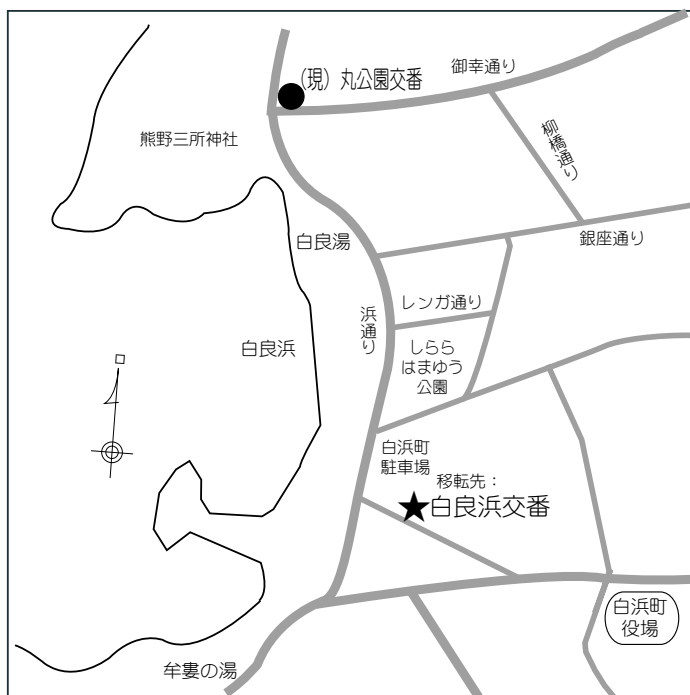 (現) 丸公園交番
御幸通り
熊野三所神社
柳橋通り
銀座通り
白良湯
レンガ通り
浜通り
白良浜
しらら
はまゆう
公園
白浜町
駐車場
移転先：
白良浜交番
白浜町
役場
牟婁の湯